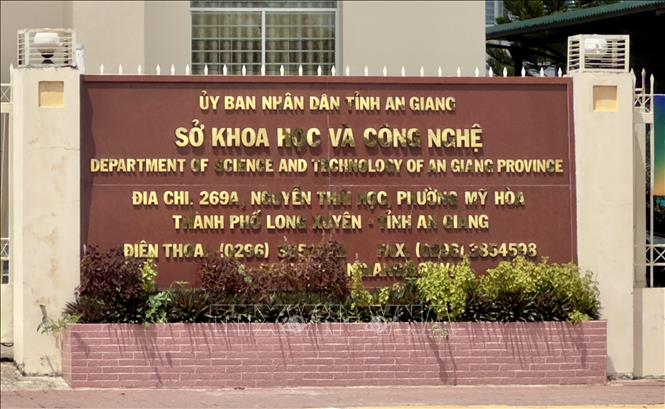 ỦY BAN NHÂN DÂN TỈNH AN GIANG
SỞ KHOA HỌC VÀ CÔNG NGHỆ
DEPARTMENT OF SCIENCE AND TECHNOLOGY OF AN GIANG PROVINCE
ĐỊA CHỈ. 269A, NGUYỄN THÁI HỌC, PHƯỜNG MỸ HÒA
THÀNH PHỐ LONG XUYÊN - TỈNH AN GIANG
ĐIỆN THOẠI. (0296) FAX. (0296) 3854598